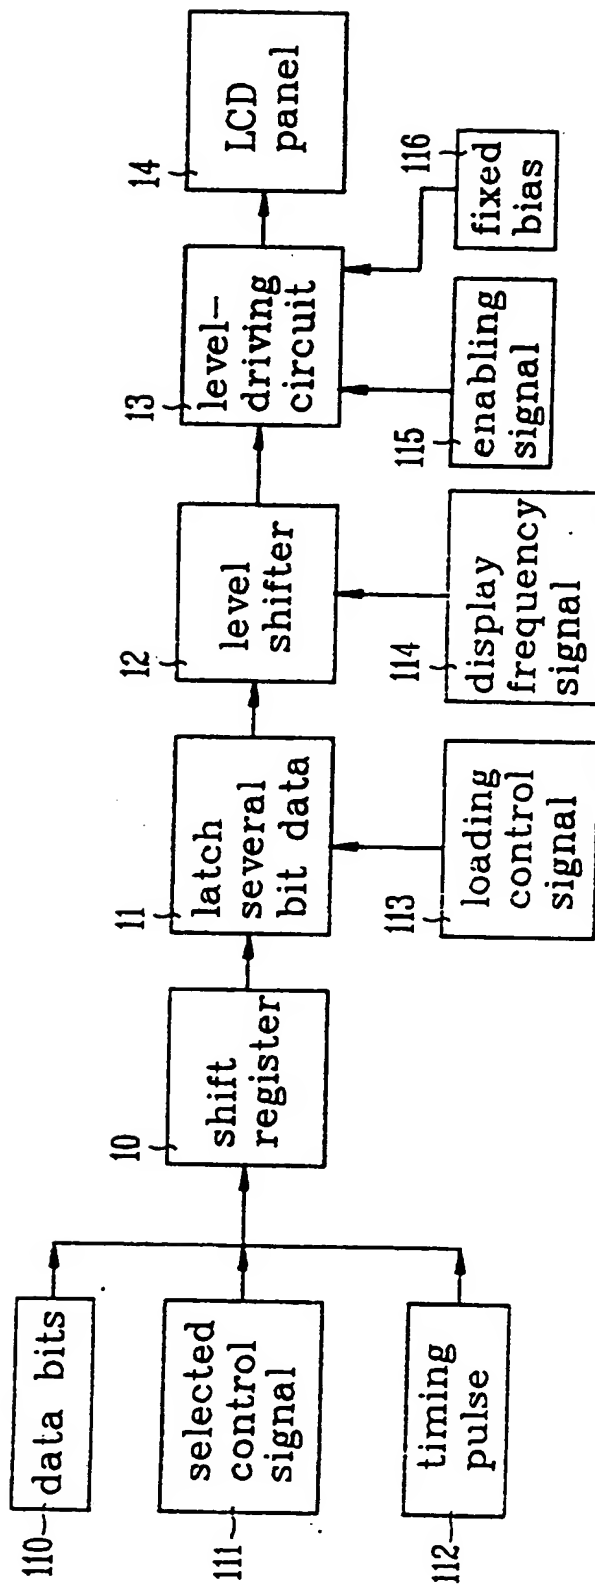 110
data bits
111
selected
control
signal
112
timing
pulse
10
shift
register
11
latch
several
bit data
113
loading
control
signal
12
level
shifter
114
display
frequency
signal
13
level-
driving
circuit
115
enabling
signal
116
fixed
bias
14
LCD
panel